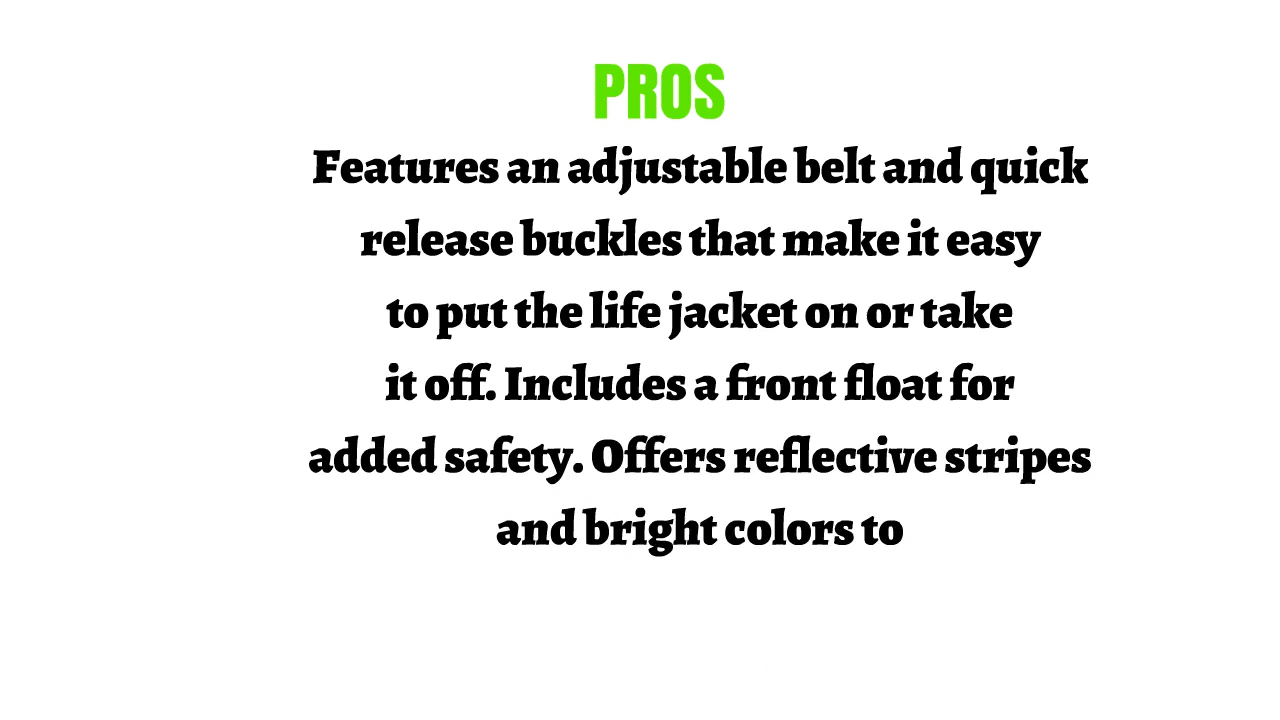 PROS
Features an adjustable belt and quick
release buckles that make it easy
to put the life jacket on or take
it off. Includes a front float for
added safety. Offers reflective stripes
and bright colors to